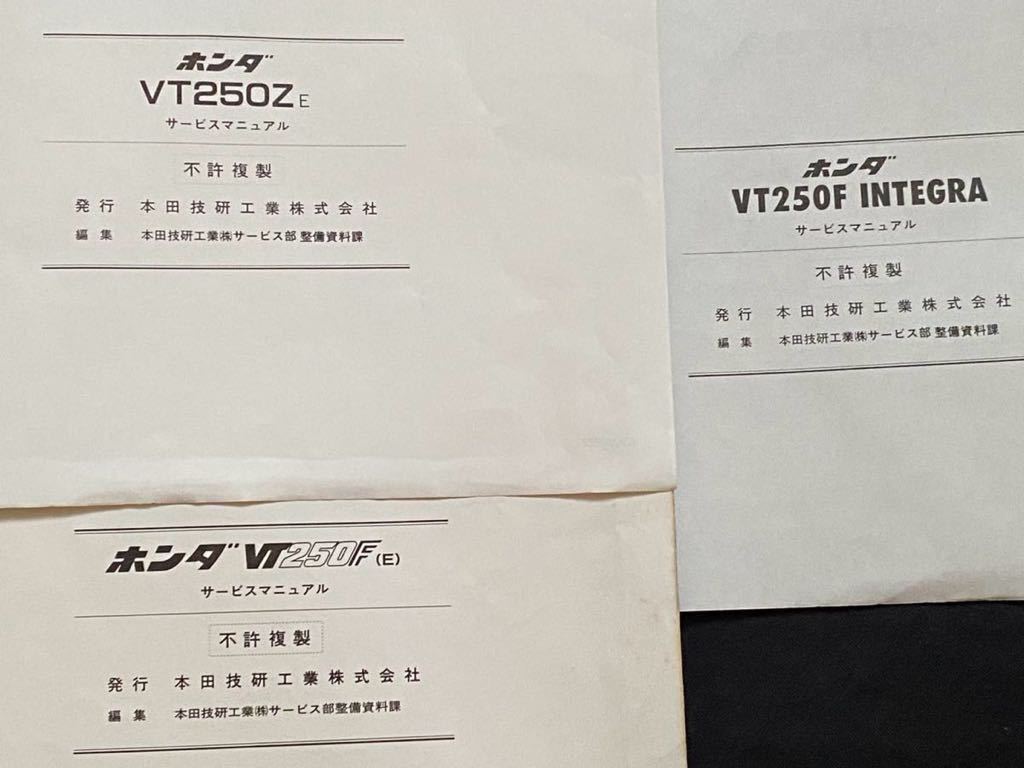 ホンダ
VT250Z E
サービスマニュアル
不許複製
発行 本田技研工業株式会社
編集 本田技研工業㈱サービス部 整備資料課
ホンダ
VT250F INTEGRA
サービスマニュアル
不許複製
発行 本田技研工業株式会社
編集 本田技研工業㈱サービス部 整備資料課
ホンダ VT250F (E)
サービスマニュアル
不許複製
発行 本田技研工業株式会社
編集 本田技研工業㈱サービス部整備資料課